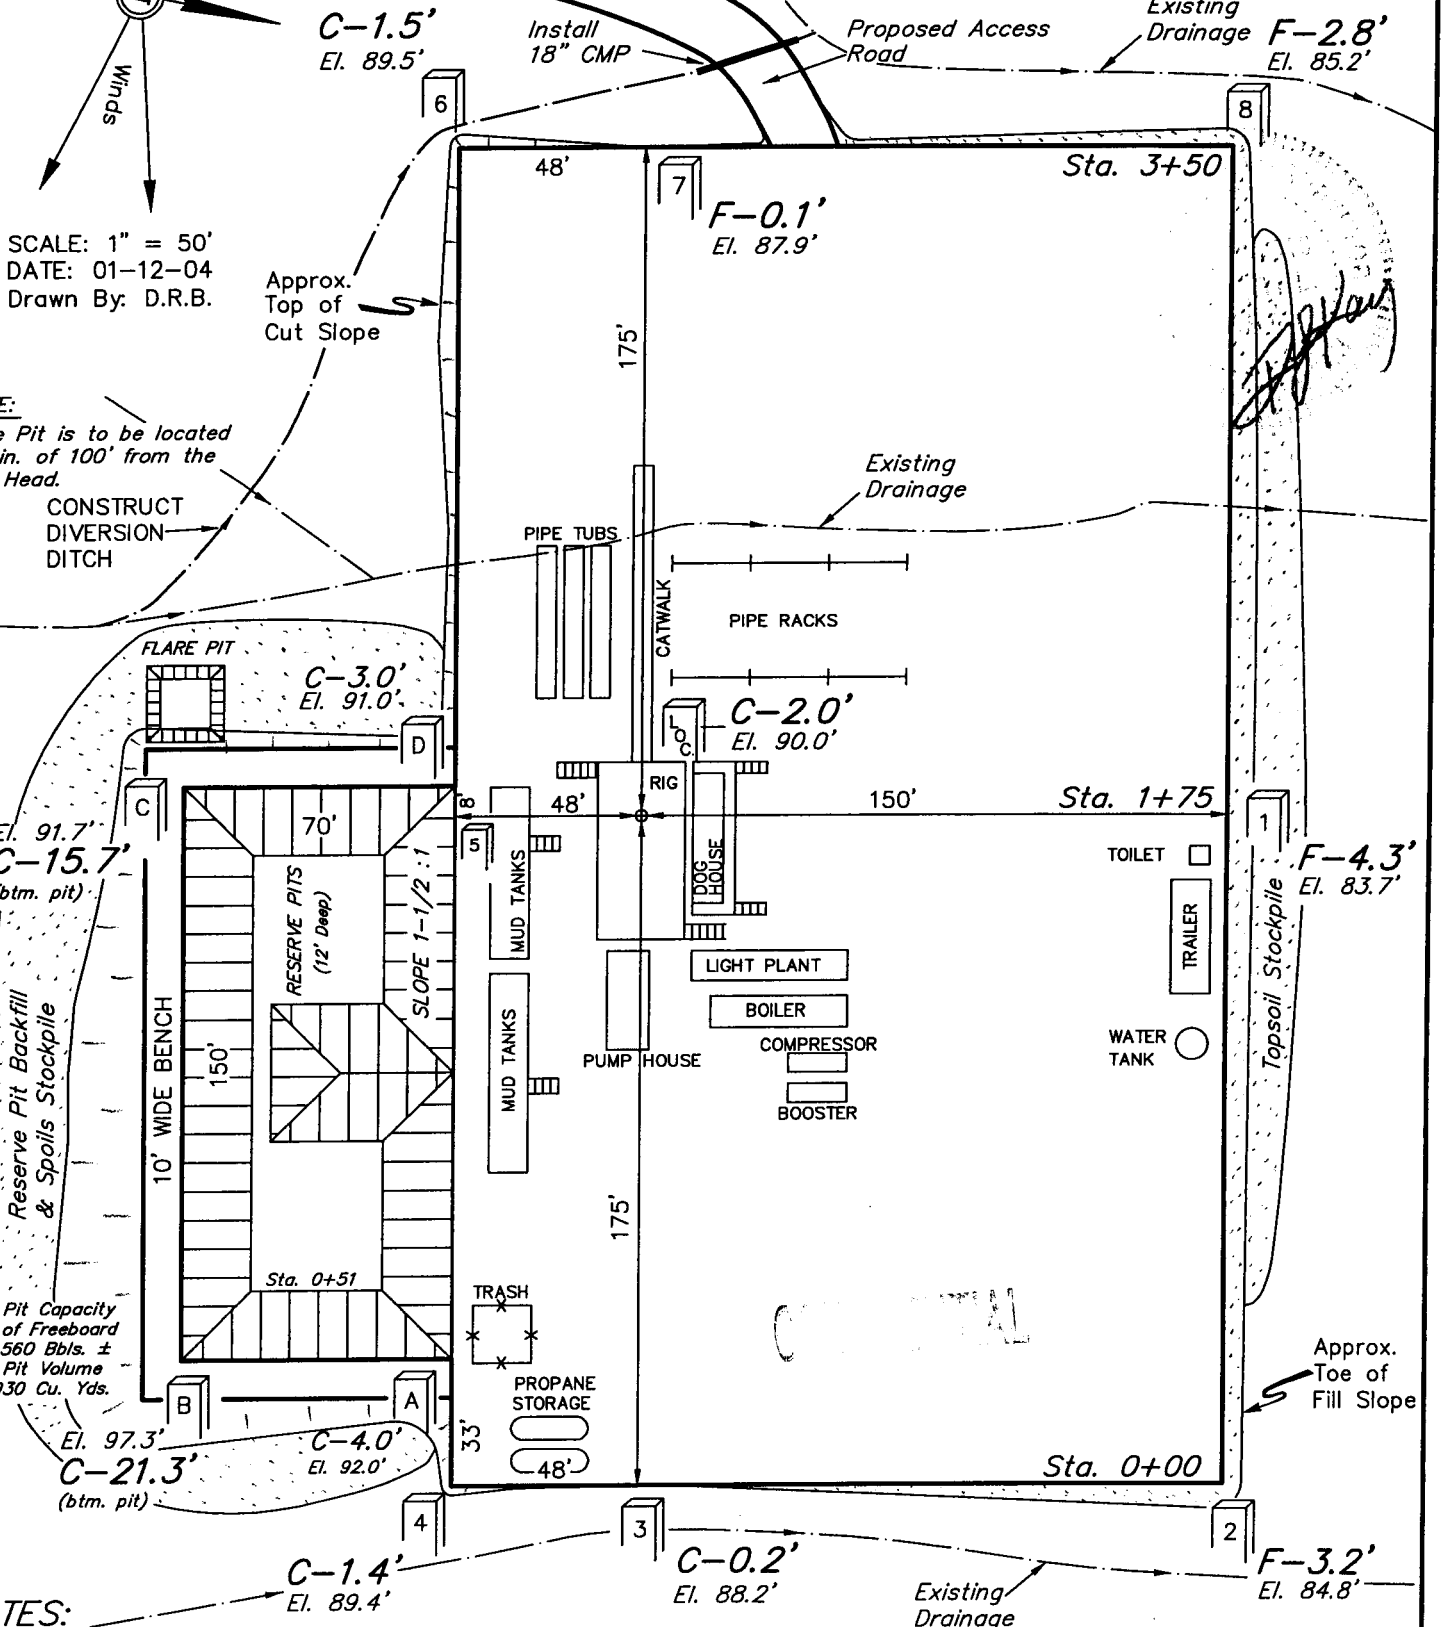 C-1.5'
El. 89.5'
Install
18" CMP
Proposed Access
Road
Existing
Drainage
F-2.8'
El. 85.2'
Winds
6
8
48'
7
Sta. 3+50
F-0.1'
El. 87.9'
SCALE: 1" = 50'
DATE: 01-12-04
Drawn By: D.R.B.
Approx.
Top of
Cut Slope
175'
E:
e Pit is to be located
in. of 100' from the
Head.
CONSTRUCT
DIVERSION
DITCH
Existing
Drainage
PIPE TUBS
CATWALK
PIPE RACKS
FLARE PIT
C-3.0'
El. 91.0'
D
LOC.
C-2.0'
El. 90.0'
RIG
C
El. 91.7'
C-15.7'
(btm. pit)
70'
8'
48'
150'
Sta. 1+75
1
5
F-4.3'
El. 83.7'
TOILET
DOG
HOUSE
MUD TANKS
RESERVE PITS
(12' Deep)
SLOPE 1-1/2 :1
TRAILER
Topsoil Stockpile
LIGHT PLANT
BOILER
PUMP HOUSE
COMPRESSOR
BOOSTER
WATER
TANK
MUD TANKS
Reserve Pit Backfill
& Spoils Stockpile
10' WIDE BENCH
150'
175'
Sta. 0+51
TRASH
Pit Capacity
of Freeboard
560 Bbls. ±
Pit Volume
930 Cu. Yds.
PROPANE
STORAGE
Approx.
Toe of
Fill Slope
B
A
33'
El. 97.3'
C-21.3'
(btm. pit)
C-4.0'
El. 92.0'
48'
Sta. 0+00
4
3
2
C-1.4'
El. 89.4'
C-0.2'
El. 88.2'
Existing
Drainage
F-3.2'
El. 84.8'
TES: